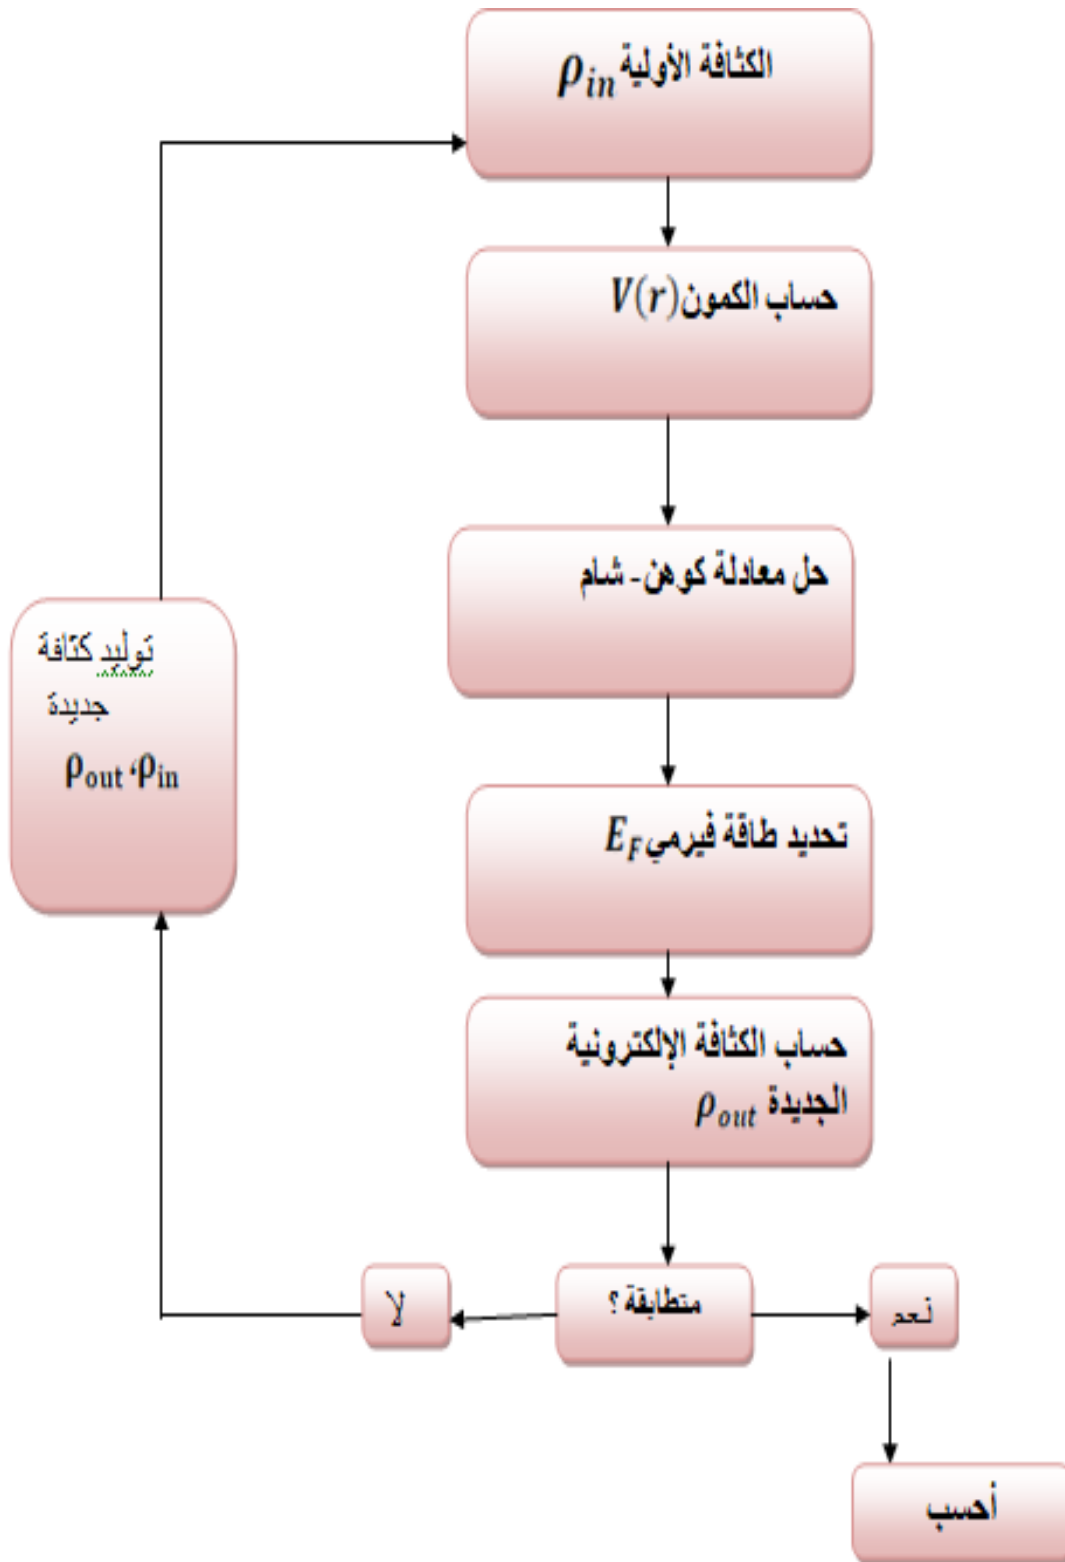 الكثافة الأولية ρin
حساب الكمون V(r)
حل معادلة كوهن- شام
تحديد طاقة فيرمي EF
حساب الكثافة الإلكترونية
الجديدة ρout
متطابقة ؟
نعم
لا
أحسب
توليد كثافة
جديدة
ρout ،ρin